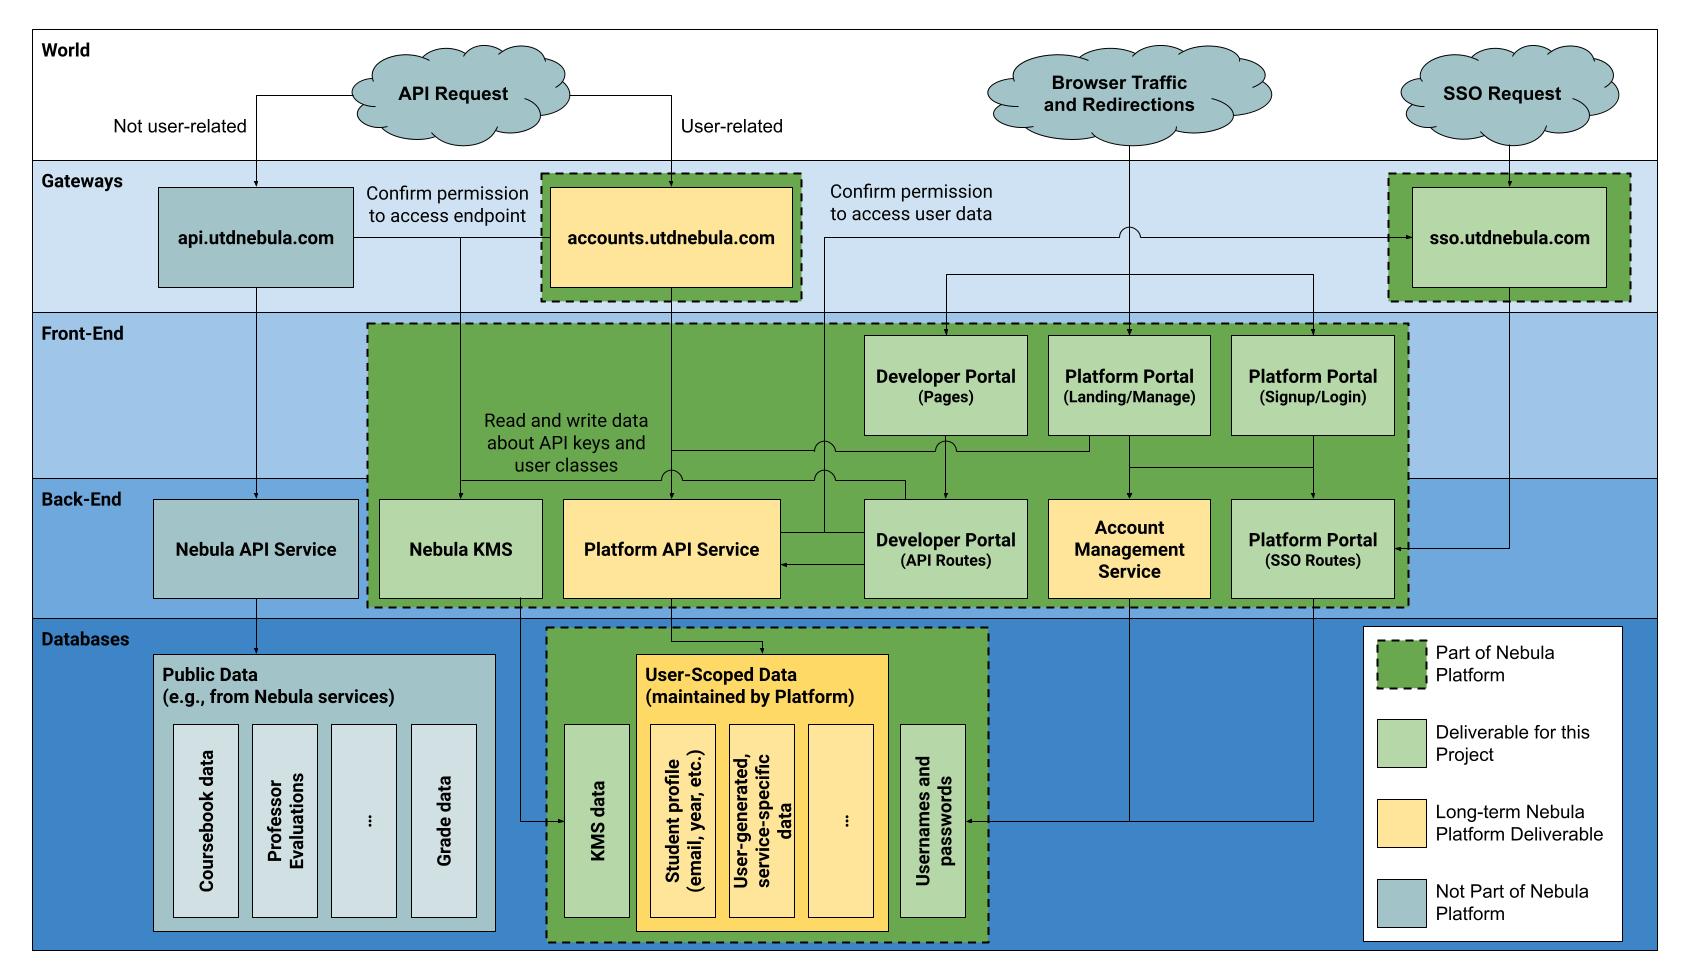 World
API Request
Browser Traffic
and Redirections
SSO Request
Not user-related
User-related
Gateways
Confirm permission
to access endpoint
Confirm permission
to access user data
api.utdnebula.com
accounts.utdnebula.com
sso.utdnebula.com
Front-End
Developer Portal
(Pages)
Platform Portal
(Landing/Manage)
Platform Portal
(Signup/Login)
Read and write data
about API keys and
user classes
Back-End
Nebula API Service
Nebula KMS
Platform API Service
Developer Portal
(API Routes)
Account
Management
Service
Platform Portal
(SSO Routes)
Databases
Public Data
(e.g., from Nebula services)
Coursebook data
Professor
Evaluations
...
Grade data
KMS data
User-Scoped Data
(maintained by Platform)
Student profile
(email, year, etc.)
User-generated,
service-specific
data
...
Usernames and
passwords
Part of Nebula
Platform
Deliverable for this
Project
Long-term Nebula
Platform Deliverable
Not Part of Nebula
Platform